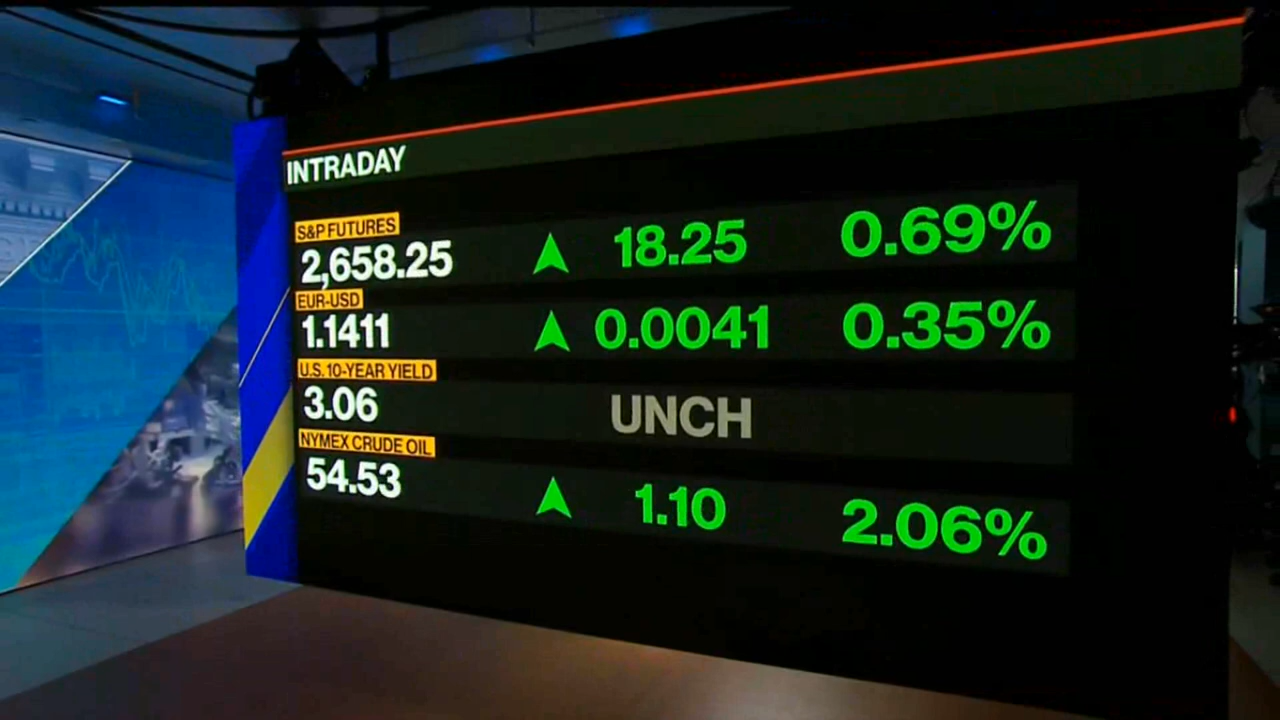 INTRADAY
S&P FUTURES
2,658.25 18.25 0.69%
EUR-USD
1.1411 0.0041 0.35%
U.S. 10-YEAR YIELD
3.06 UNCH
NYMEX CRUDE OIL
54.53 1.10 2.06%